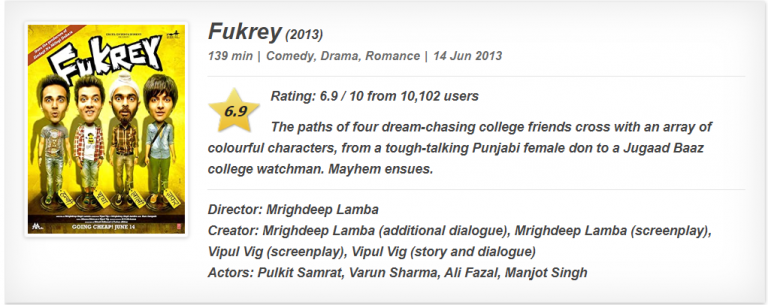 FUKREY
GOING CHEAP! JUNE 14
Fukrey (2013)
139 min | Comedy, Drama, Romance | 14 Jun 2013
6.9
Rating: 6.9 / 10 from 10,102 users
The paths of four dream-chasing college friends cross with an array of
colourful characters, from a tough-talking Punjabi female don to a Jugaad Baaz
college watchman. Mayhem ensues.
Director: Mrighdeep Lamba
Creator: Mrighdeep Lamba (additional dialogue), Mrighdeep Lamba (screenplay),
Vipul Vig (screenplay), Vipul Vig (story and dialogue)
Actors: Pulkit Samrat, Varun Sharma, Ali Fazal, Manjot Singh